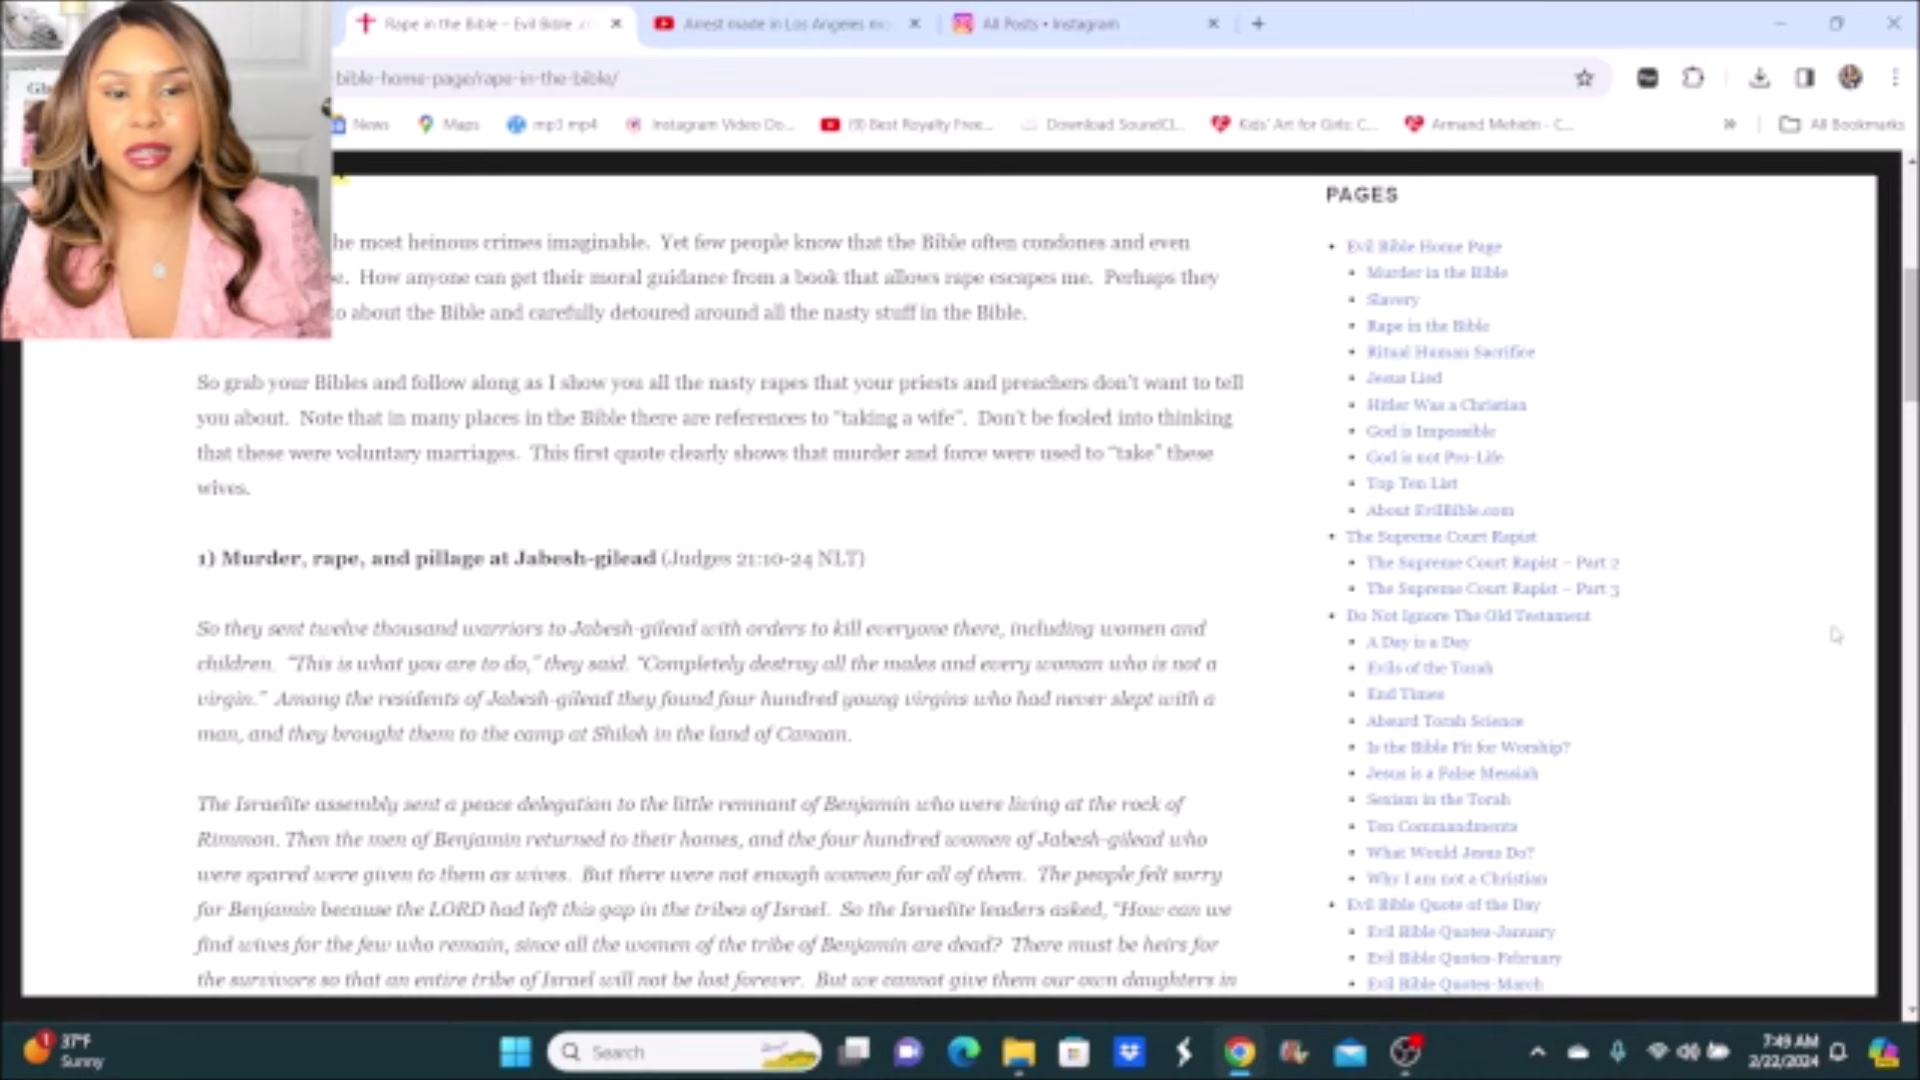 Rape in the Bible – Evil Bible .co
Arrest made in Los Angeles mo
All Posts • Instagram
-bible-home-page/rape-in-the-bible/
News
Maps
mp3 mp4
Instagram Video Do...
(9) Best Royalty Free...
Download SoundCl...
Kids' Art for Girls: C...
Armand Mehidri - C...
All Bookmarks
he most heinous crimes imaginable. Yet few people know that the Bible often condones and even
e. How anyone can get their moral guidance from a book that allows rape escapes me. Perhaps they
o about the Bible and carefully detoured around all the nasty stuff in the Bible.
So grab your Bibles and follow along as I show you all the nasty rapes that your priests and preachers don't want to tell
you about. Note that in many places in the Bible there are references to "taking a wife". Don't be fooled into thinking
that these were voluntary marriages. This first quote clearly shows that murder and force were used to "take" these
wives.
1) Murder, rape, and pillage at Jabesh-gilead (Judges 21:10-24 NLT)
So they sent twelve thousand warriors to Jabesh-gilead with orders to kill everyone there, including women and
children. "This is what you are to do," they said. "Completely destroy all the males and every woman who is not a
virgin." Among the residents of Jabesh-gilead they found four hundred young virgins who had never slept with a
man, and they brought them to the camp at Shiloh in the land of Canaan.
The Israelite assembly sent a peace delegation to the little remnant of Benjamin who were living at the rock of
Rimmon. Then the men of Benjamin returned to their homes, and the four hundred women of Jabesh-gilead who
were spared were given to them as wives. But there were not enough women for all of them. The people felt sorry
for Benjamin because the LORD had left this gap in the tribes of Israel. So the Israelite leaders asked, "How can we
find wives for the few who remain, since all the women of the tribe of Benjamin are dead? There must be heirs for
the survivors so that an entire tribe of Israel will not be lost forever. But we cannot give them our own daughters in
PAGES
Evil Bible Home Page
Murder in the Bible
Slavery
Rape in the Bible
Ritual Human Sacrifice
Jesus Lied
Hitler Was a Christian
God is Impossible
God is not Pro-Life
Top Ten List
About EvilBible.com
The Supreme Court Rapist
The Supreme Court Rapist – Part 2
The Supreme Court Rapist – Part 3
Do Not Ignore The Old Testament
A Day is a Day
Evils of the Torah
End Times
Absurd Torah Science
Is the Bible Fit for Worship?
Jesus is a False Messiah
Sexism in the Torah
Ten Commandments
What Would Jesus Do?
Why I am not a Christian
Evil Bible Quote of the Day
Evil Bible Quotes-January
Evil Bible Quotes-February
Evil Bible Quotes-March
1
37°F
Sunny
Search
7:49 AM
2/22/2024